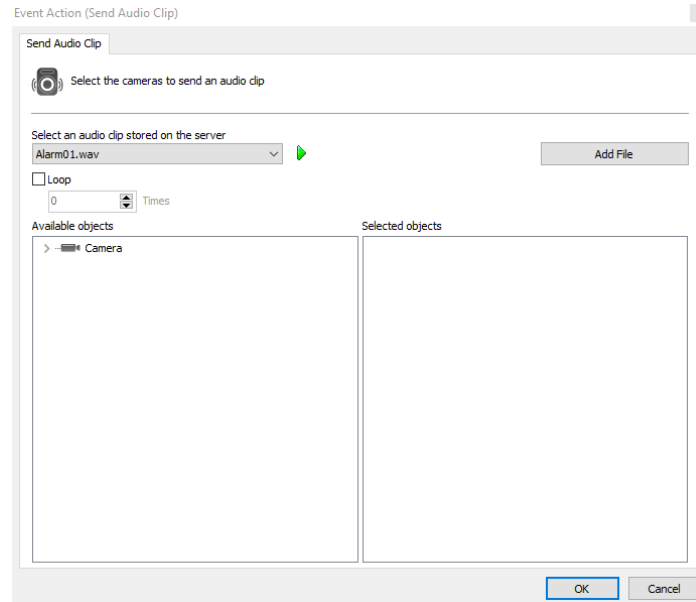 Event Action (Send Audio Clip)
Send Audio Clip
Select the cameras to send an audio clip
Select an audio clip stored on the server
Alarm01.wav
Add File
Loop
0 Times
Available objects
Selected objects
Camera
OK
Cancel